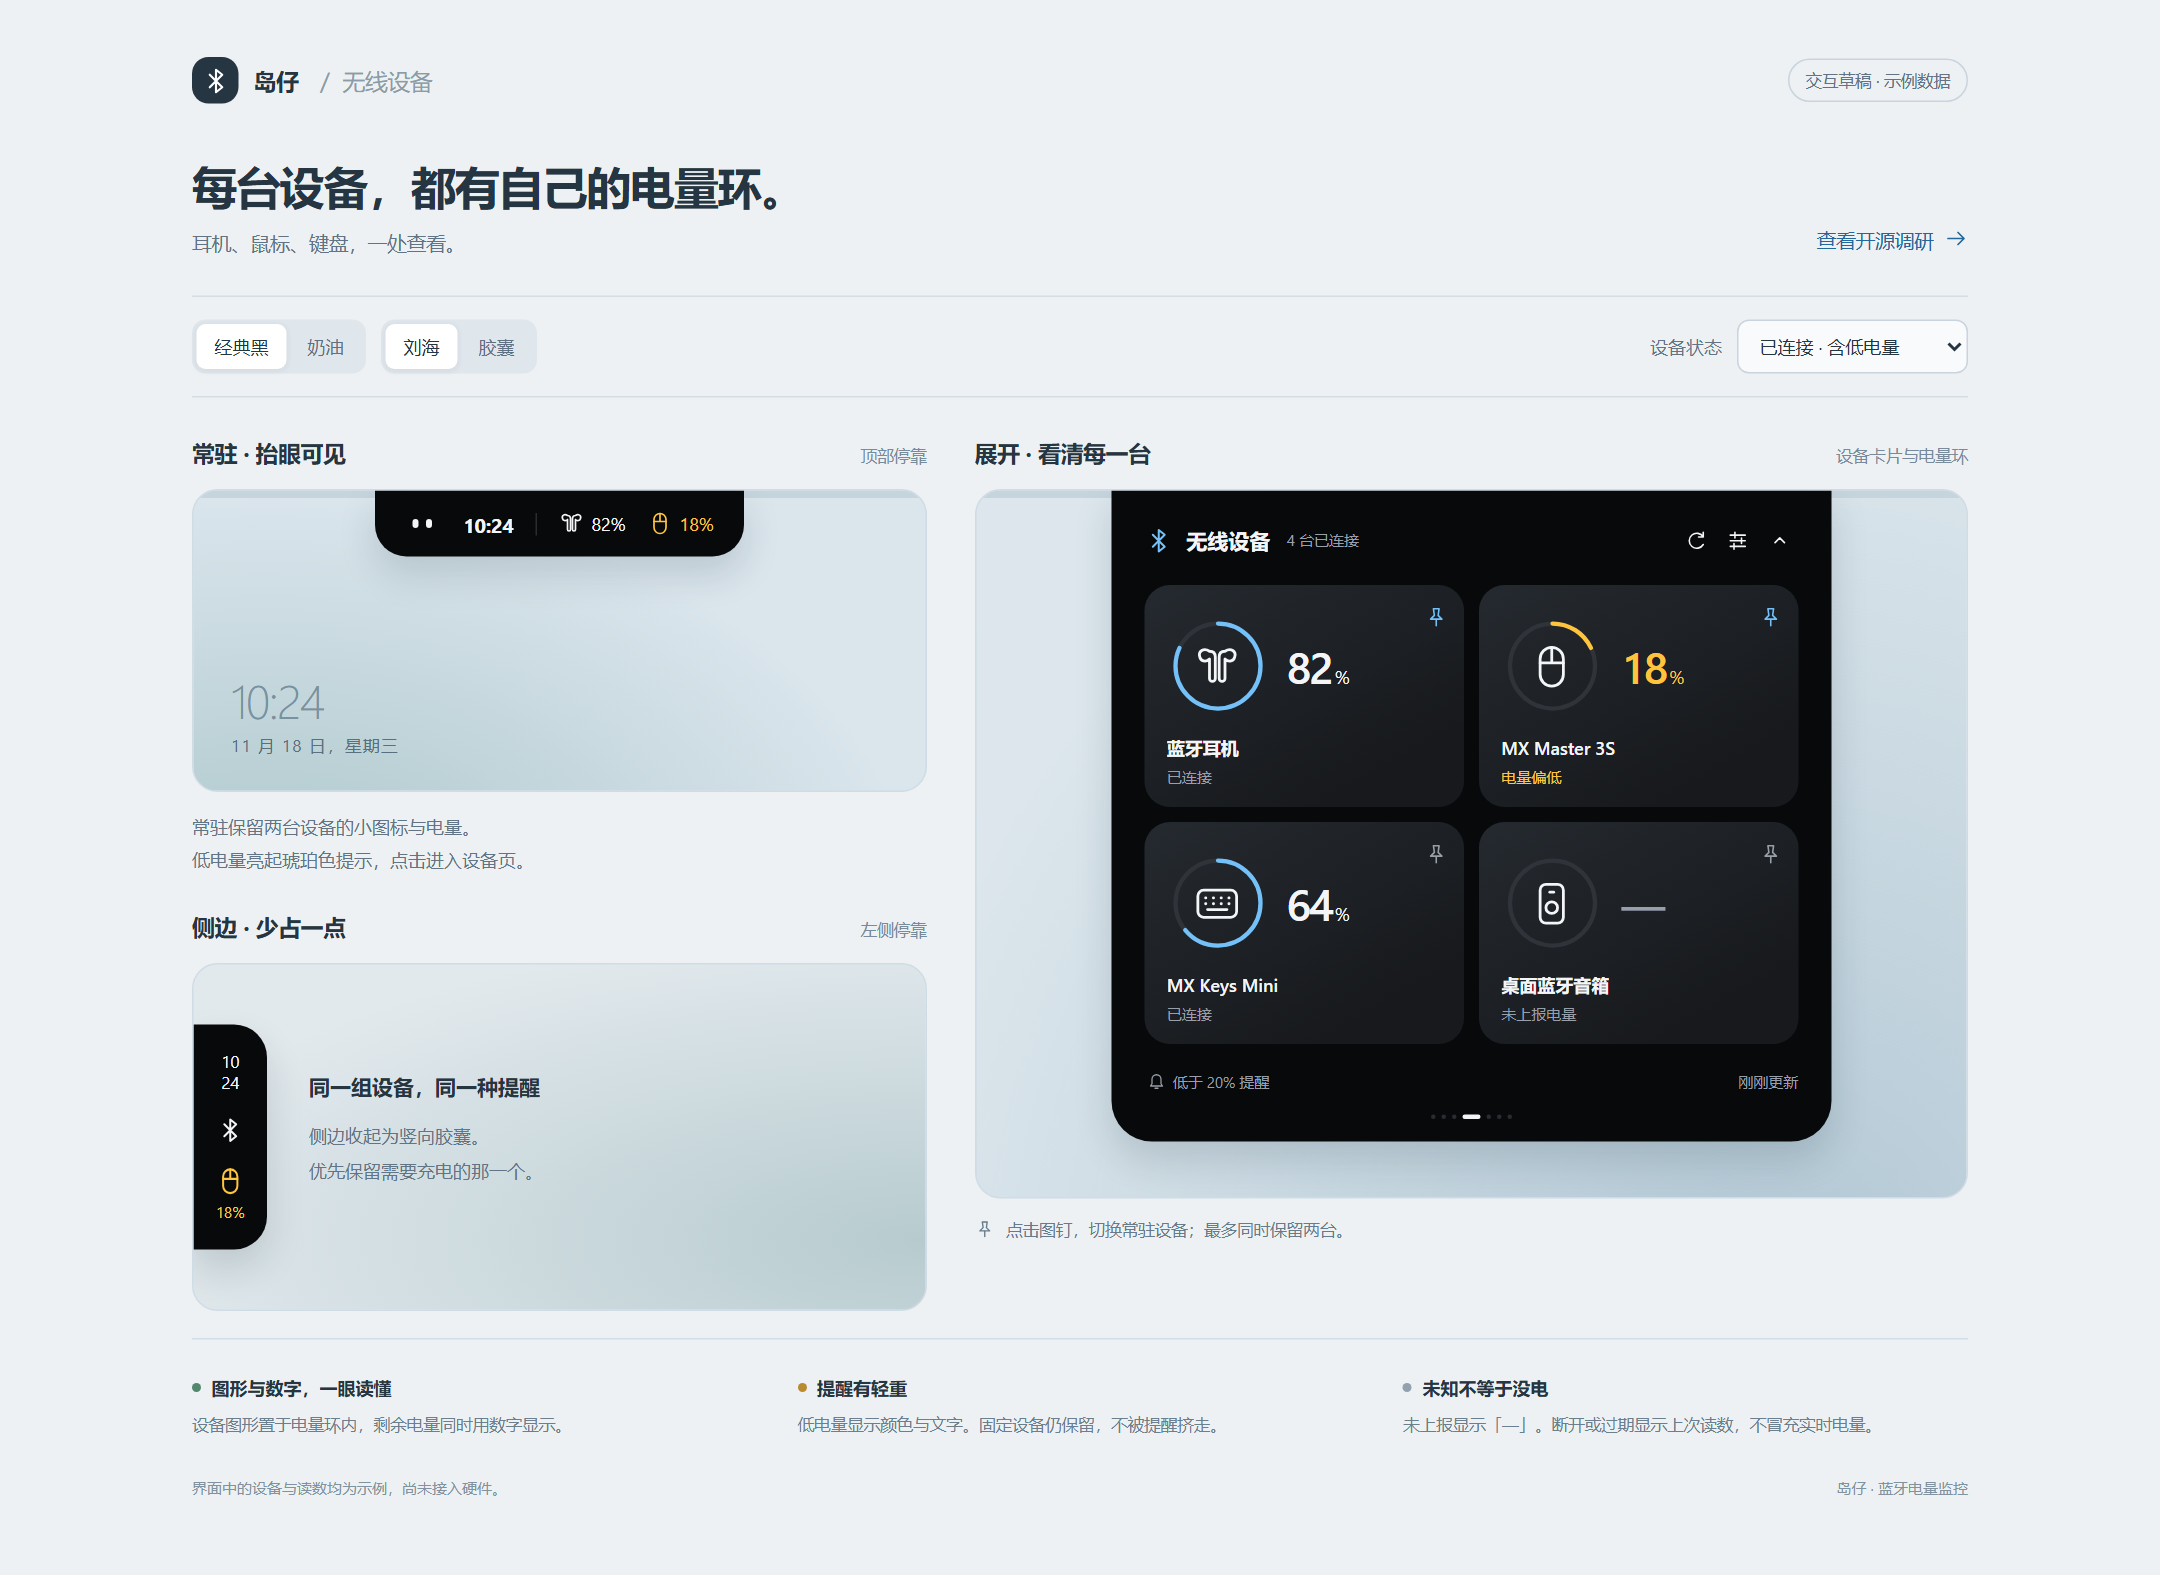 岛仔 / 无线设备
交互草稿 · 示例数据
每台设备，都有自己的电量环。
耳机、鼠标、键盘，一处查看。
查看开源调研 →
经典黑 奶油 刘海 胶囊
设备状态 已连接 · 含低电量
常驻 · 抬眼可见
顶部停靠
10:24 82% 18%
10:24
11 月 18 日，星期三
常驻保留两台设备的小图标与电量。
低电量亮起琥珀色提示，点击进入设备页。
侧边 · 少占一点
左侧停靠
10
24
18%
同一组设备，同一种提醒
侧边收起为竖向胶囊。
优先保留需要充电的那一个。
展开 · 看清每一台
设备卡片与电量环
无线设备 4 台已连接
82%
蓝牙耳机
已连接
18%
MX Master 3S
电量偏低
64%
MX Keys Mini
已连接
—
桌面蓝牙音箱
未上报电量
低于 20% 提醒
刚刚更新
点击图钉，切换常驻设备；最多同时保留两台。
图形与数字，一眼读懂
设备图形置于电量环内，剩余电量同时用数字显示。
提醒有轻重
低电量显示颜色与文字。固定设备仍保留，不被提醒挤走。
未知不等于没电
未上报显示「—」。断开或过期显示上次读数，不冒充实时电量。
界面中的设备与读数均为示例，尚未接入硬件。
岛仔 · 蓝牙电量监控